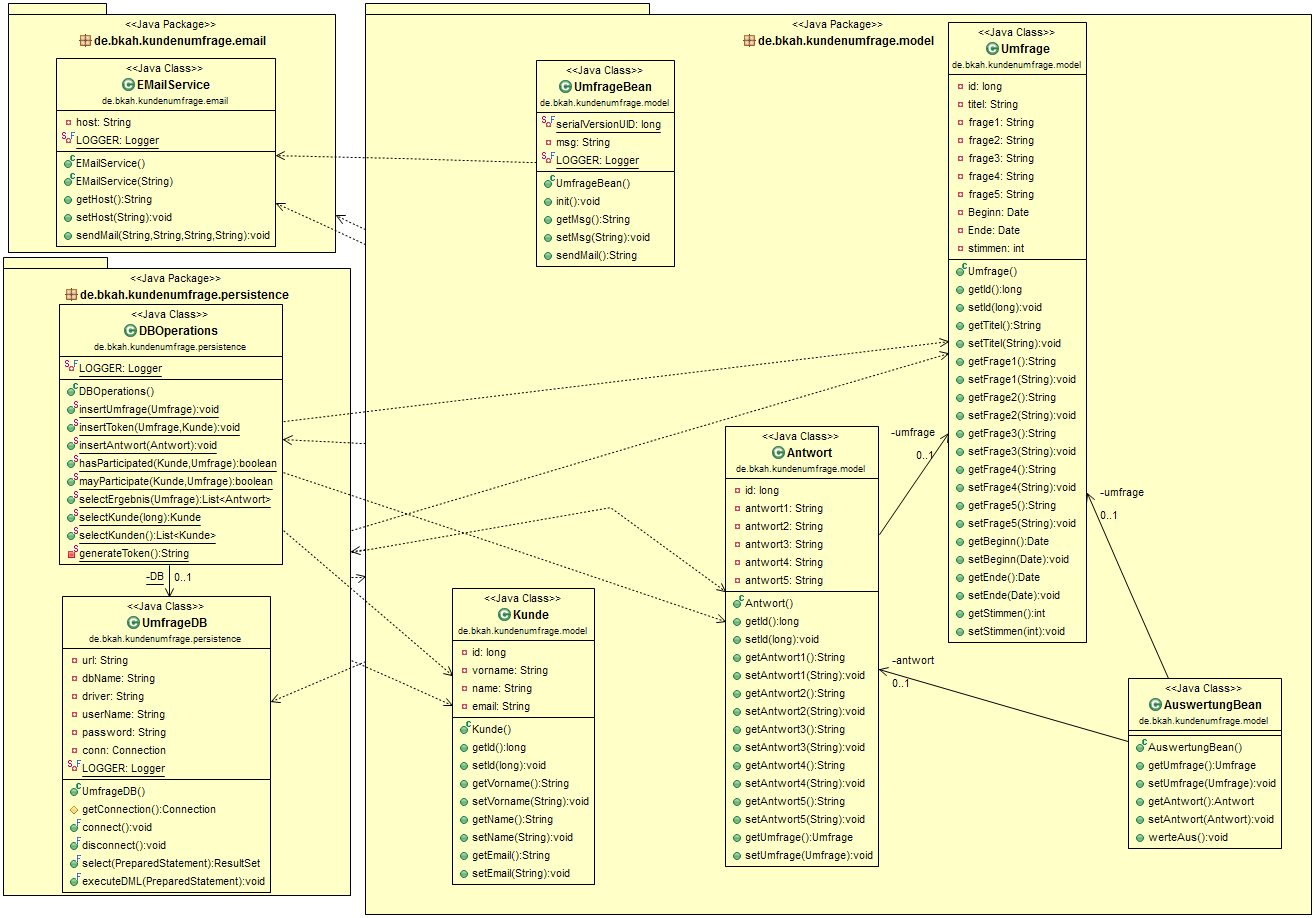 <<Java Package>>
de.bkah.kundenumfrage.email
<<Java Class>>
EMailService
de.bkah.kundenumfrage.email
host: String
LOGGER: Logger
EMailService()
EMailService(String)
getHost():String
setHost(String):void
sendMail(String,String,String,String):void
<<Java Package>>
de.bkah.kundenumfrage.persistence
<<Java Class>>
DBOperations
de.bkah.kundenumfrage.persistence
LOGGER: Logger
DBOperations()
insertUmfrage(Umfrage):void
insertToken(Umfrage,Kunde):void
insertAntwort(Antwort):void
hasParticipated(Kunde,Umfrage):boolean
mayParticipate(Kunde,Umfrage):boolean
selectErgebnis(Umfrage):List<Antwort>
selectKunde(long):Kunde
selectKunden():List<Kunde>
generateToken():String
-DB
0..1
<<Java Class>>
UmfrageDB
de.bkah.kundenumfrage.persistence
url: String
dbName: String
driver: String
userName: String
password: String
conn: Connection
LOGGER: Logger
UmfrageDB()
getConnection():Connection
connect():void
disconnect():void
select(PreparedStatement):ResultSet
executeDML(PreparedStatement):void
<<Java Package>>
de.bkah.kundenumfrage.model
<<Java Class>>
UmfrageBean
de.bkah.kundenumfrage.model
serialVersionUID: long
msg: String
LOGGER: Logger
UmfrageBean()
init():void
getMsg():String
setMsg(String):void
sendMail():String
<<Java Class>>
Umfrage
de.bkah.kundenumfrage.model
id: long
titel: String
frage1: String
frage2: String
frage3: String
frage4: String
frage5: String
Beginn: Date
Ende: Date
stimmen: int
Umfrage()
getId():long
setId(long):void
getTitel():String
setTitel(String):void
getFrage1():String
setFrage1(String):void
getFrage2():String
setFrage2(String):void
getFrage3():String
setFrage3(String):void
getFrage4():String
setFrage4(String):void
getFrage5():String
setFrage5(String):void
getBeginn():Date
setBeginn(Date):void
getEnde():Date
setEnde(Date):void
getStimmen():int
setStimmen(int):void
-umfrage
0..1
<<Java Class>>
Antwort
de.bkah.kundenumfrage.model
id: long
antwort1: String
antwort2: String
antwort3: String
antwort4: String
antwort5: String
Antwort()
getId():long
setId(long):void
getAntwort1():String
setAntwort1(String):void
getAntwort2():String
setAntwort2(String):void
getAntwort3():String
setAntwort3(String):void
getAntwort4():String
setAntwort4(String):void
getAntwort5():String
setAntwort5(String):void
getUmfrage():Umfrage
setUmfrage(Umfrage):void
<<Java Class>>
Kunde
de.bkah.kundenumfrage.model
id: long
vorname: String
name: String
email: String
Kunde()
getId():long
setId(long):void
getVorname():String
setVorname(String):void
getName():String
setName(String):void
getEmail():String
setEmail(String):void
-umfrage
0..1
-antwort
0..1
<<Java Class>>
AuswertungBean
de.bkah.kundenumfrage.model
AuswertungBean()
getUmfrage():Umfrage
setUmfrage(Umfrage):void
getAntwort():Antwort
setAntwort(Antwort):void
werteAus():void